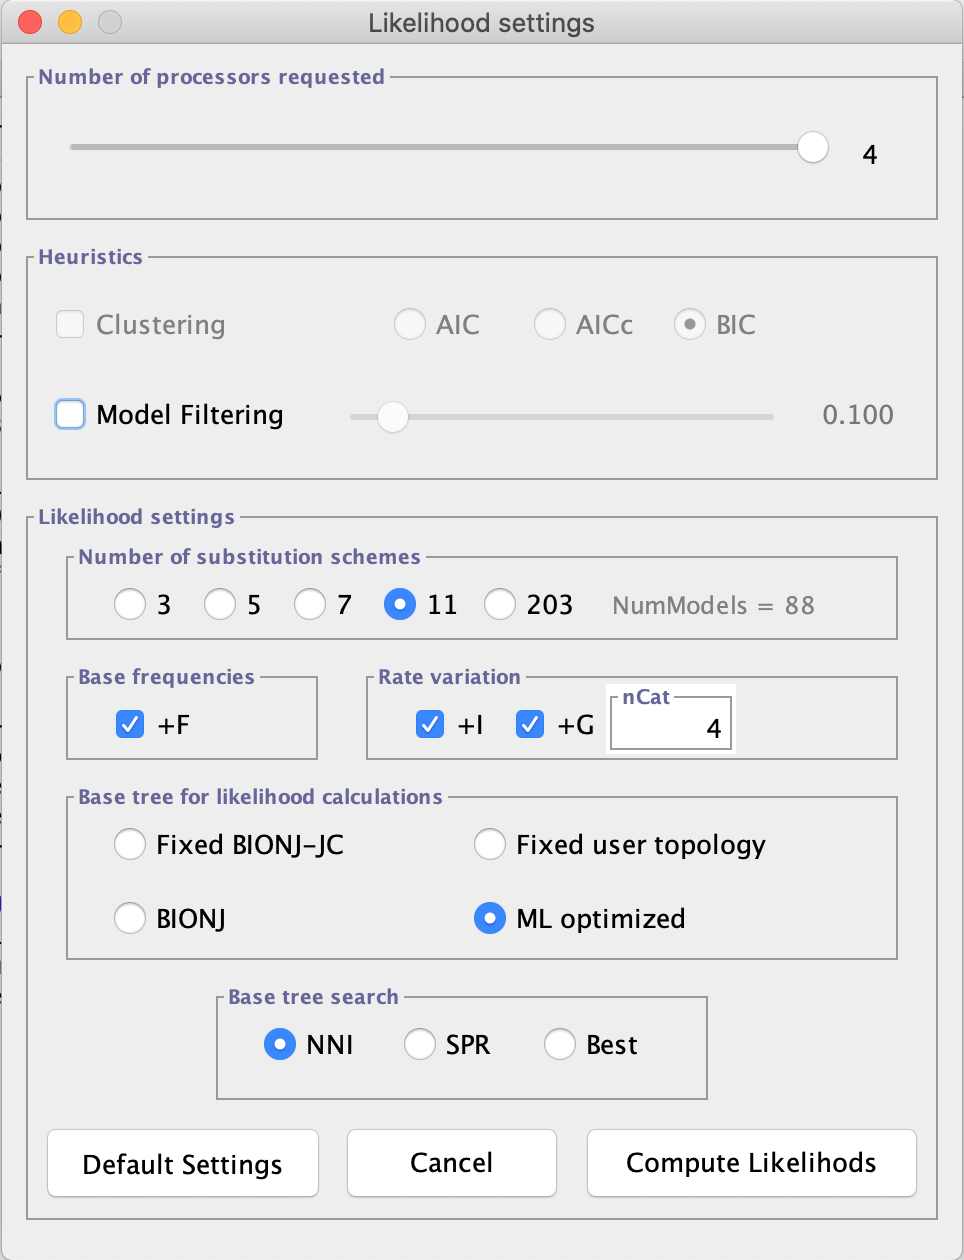 Likelihood settings
Number of processors requested
4
Heuristics
Clustering AIC AICc BIC
Model Filtering 0.100
Likelihood settings
Number of substitution schemes
3 5 7 11 203 NumModels = 88
Base frequencies Rate variation
nCat
+F +I +G 4
Base tree for likelihood calculations
Fixed BIONJ-JC Fixed user topology
BIONJ ML optimized
Base tree search
NNI SPR Best
Default Settings Cancel Compute Likelihods